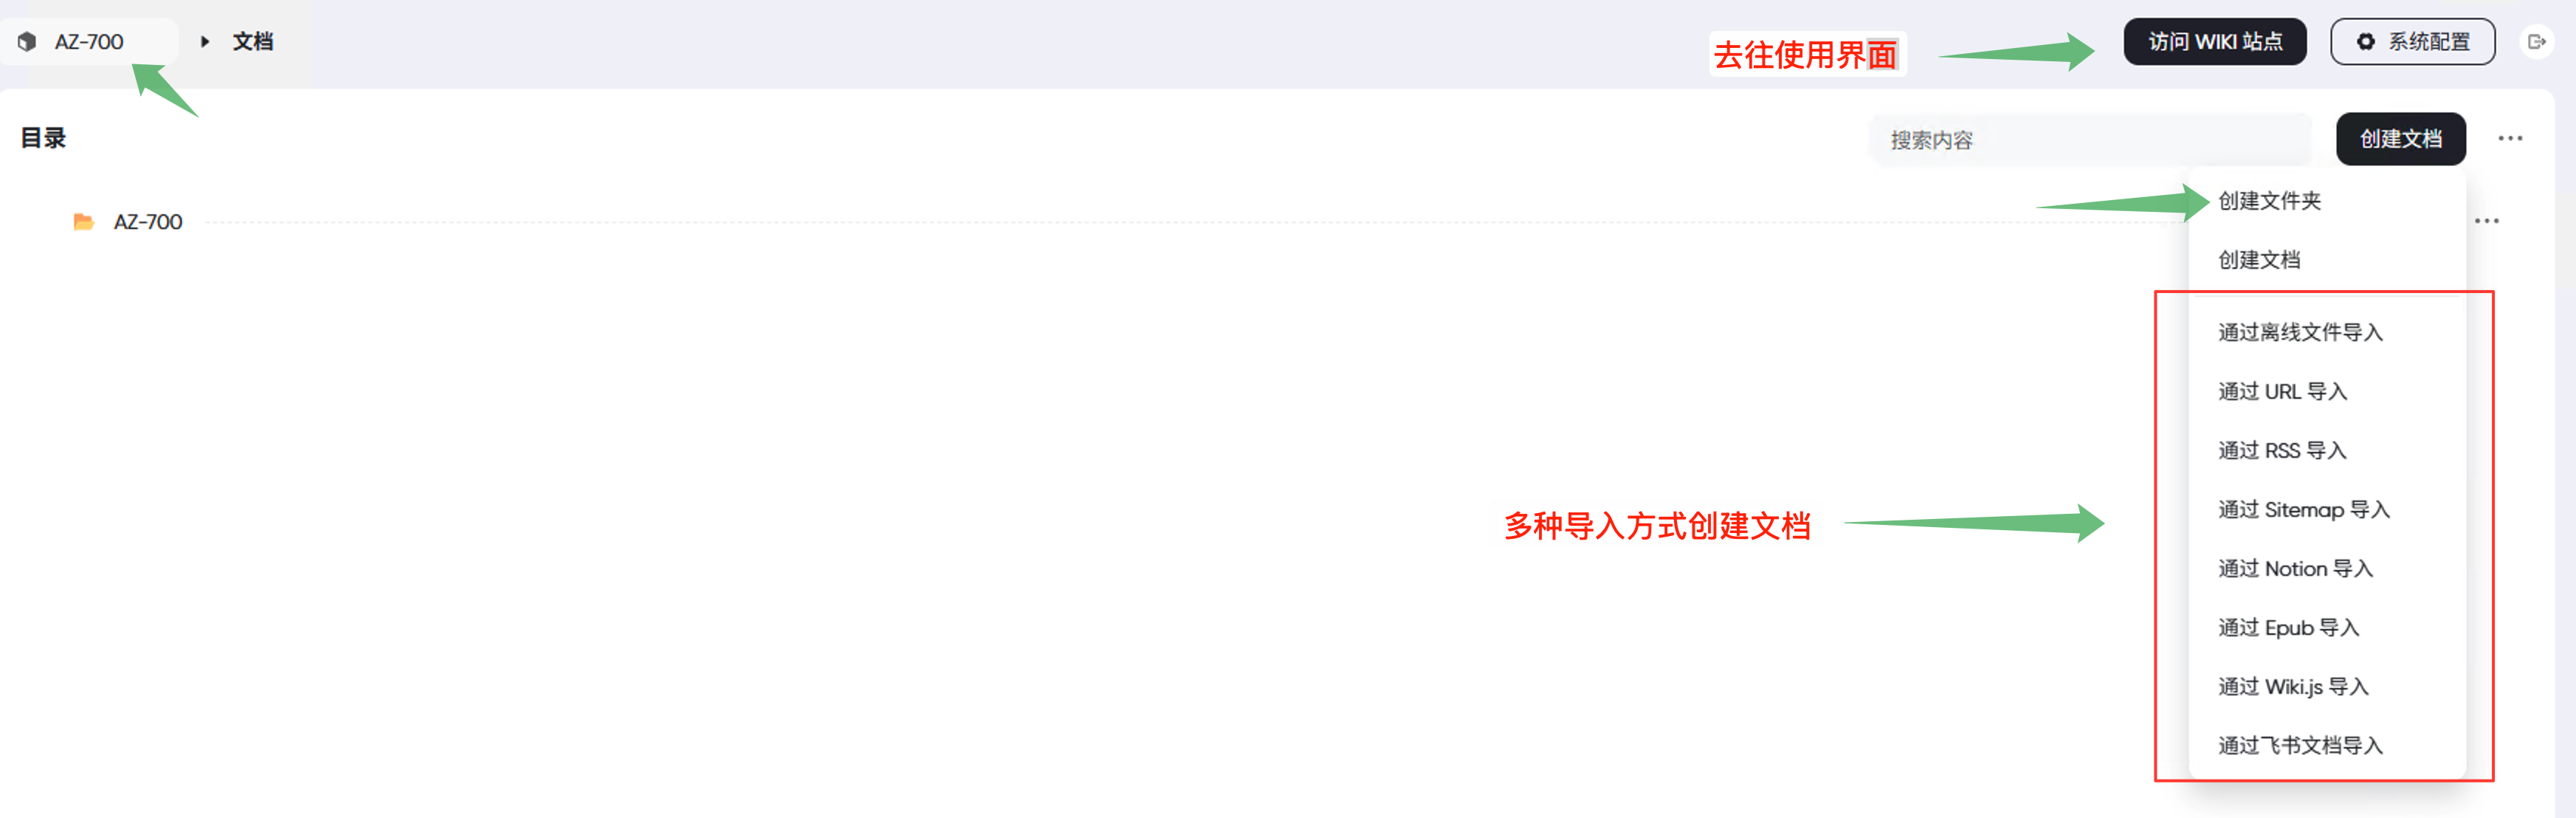 AZ-700
文档
去往使用界面
访问 WIKI 站点
系统配置
目录
搜索内容
创建文档
AZ-700
创建文件夹
创建文档
通过离线文件导入
通过 URL 导入
通过 RSS 导入
通过 Sitemap 导入
多种导入方式创建文档
通过 Notion 导入
通过 Epub 导入
通过 Wiki.js 导入
通过飞书文档导入